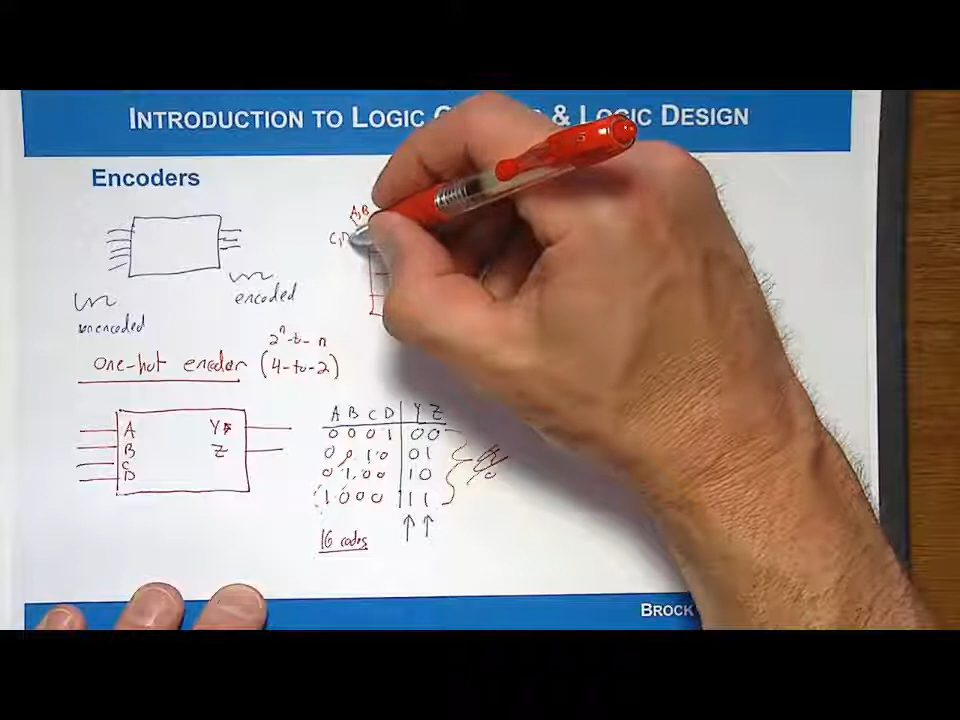 INTRODUCTION TO LOGIC & LOGIC DESIGN
Encoders
A,B
unencoded
encoded
2^n-to-n
one-hot encoder (4-to-2)
A Y
B Z
C
D
A B C D Y Z
0 0 0 1 0 0
0 0 1 0 0 1
0 1 0 0 1 0
1 0 0 0 1 1
16 codes
BROCK